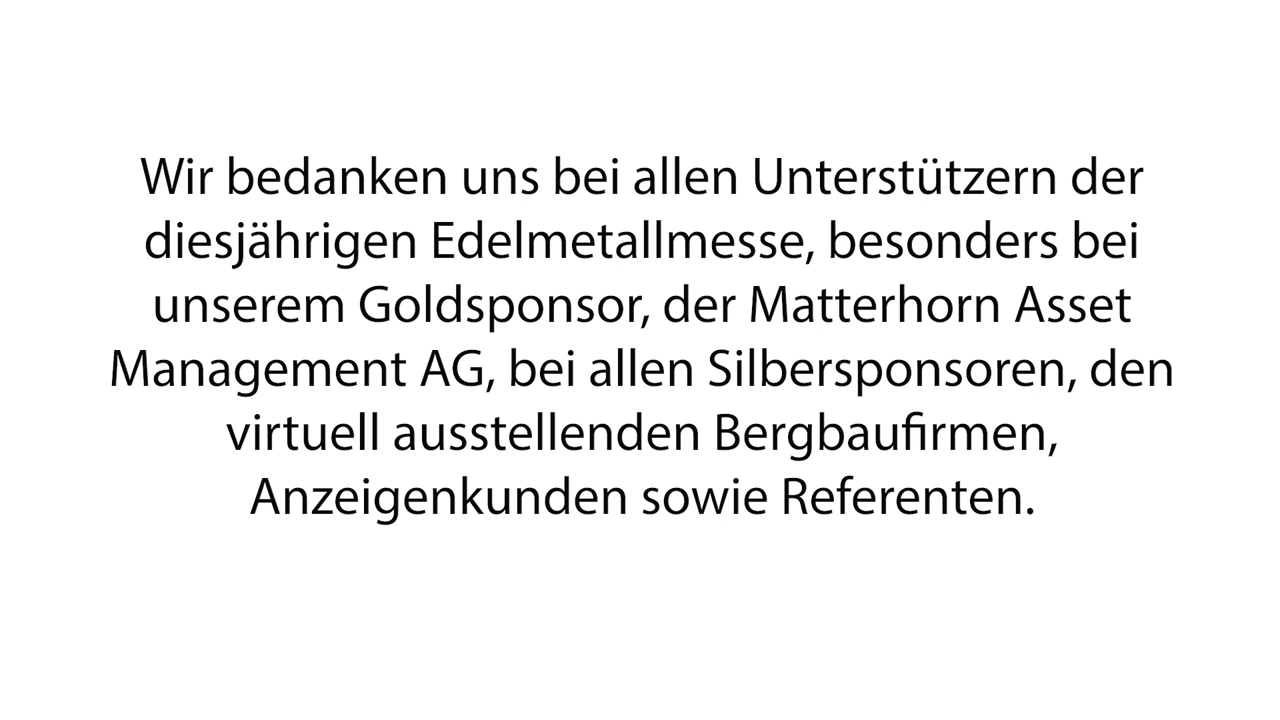 Wir bedanken uns bei allen Unterstützern der
diesjährigen Edelmetallmesse, besonders bei
unserem Goldsponsor, der Matterhorn Asset
Management AG, bei allen Silbersponsoren, den
virtuell ausstellenden Bergbaufirmen,
Anzeigenkunden sowie Referenten.